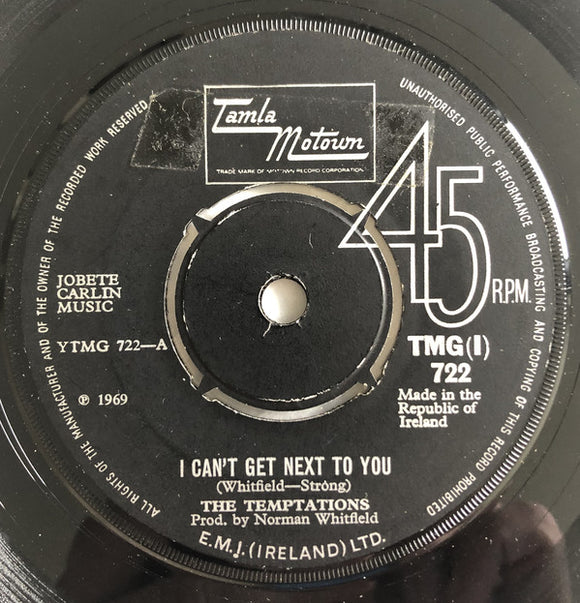 ALL RIGHTS OF THE MANUFACTURER AND OF THE OWNER OF THE RECORDED WORK RESERVED
UNAUTHORISED PUBLIC PERFORMANCE BROADCASTING AND COPYING OF THIS RECORD PROHIBITED
Tamla
Motown
TRADE MARK OF MOTOWN RECORD CORPORATION
45
R.P.M.
JOBETE
CARLIN
MUSIC
YTMG 722—A
℗ 1969
TMG(I)
722
Made in the
Republic of
Ireland
I CAN'T GET NEXT TO YOU
(Whitfield—Strong)
THE TEMPTATIONS
Prod. by Norman Whitfield
E.M.I. (IRELAND) LTD.